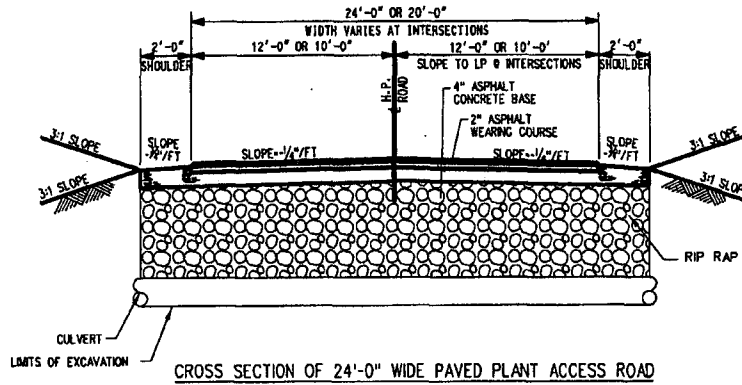 24'-0" OR 20'-0"
WIDTH VARIES AT INTERSECTIONS
2'-0"
SHOULDER
12'-0" OR 10'-0"
12'-0" OR 10'-0'
SLOPE TO LP @ INTERSECTIONS
2'-0"
SHOULDER
H.P.
℄ ROAD
4" ASPHALT
CONCRETE BASE
2" ASPHALT
WEARING COURSE
3:1 SLOPE
SLOPE
SLOPE=-1/4"/FT
SLOPE=-1/4"/FT
SLOPE
3:1 SLOPE
3:1 SLOPE
3:1 SLOPE
RIP RAP
CULVERT
LIMITS OF EXCAVATION
CROSS SECTION OF 24'-0" WIDE PAVED PLANT ACCESS ROAD